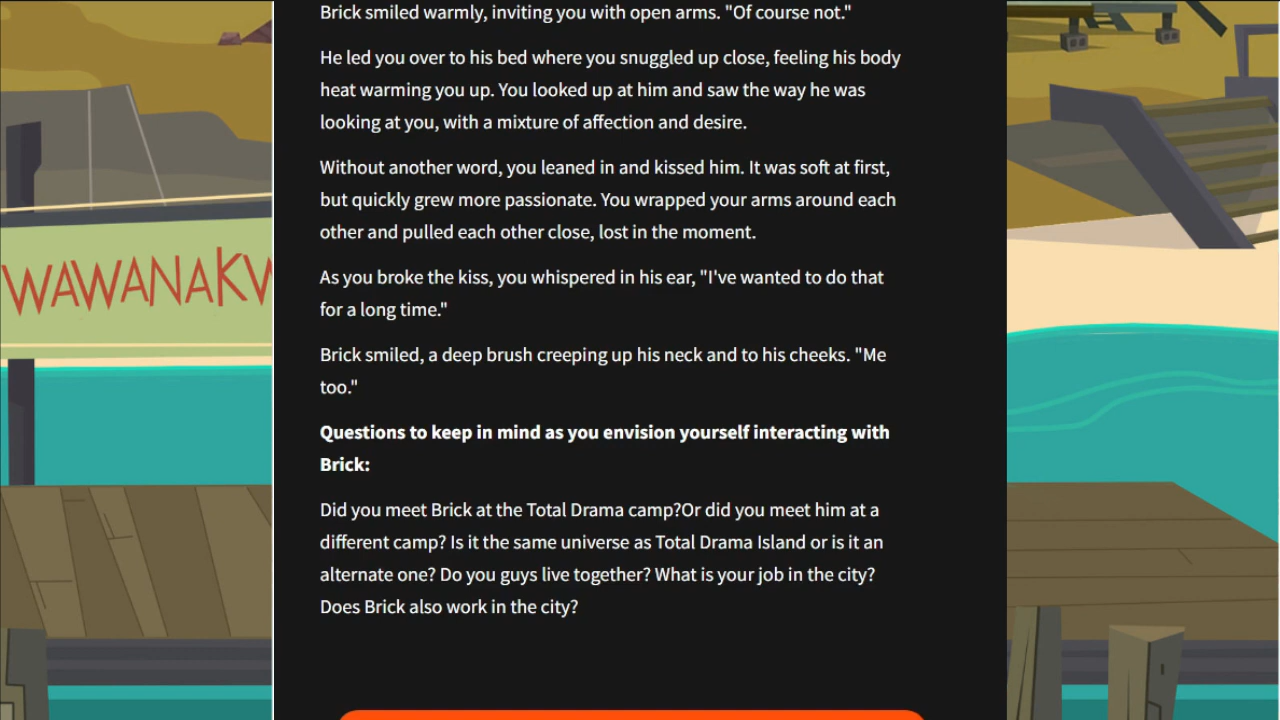 Brick smiled warmly, inviting you with open arms. "Of course not."
He led you over to his bed where you snuggled up close, feeling his body
heat warming you up. You looked up at him and saw the way he was
looking at you, with a mixture of affection and desire.
Without another word, you leaned in and kissed him. It was soft at first,
but quickly grew more passionate. You wrapped your arms around each
other and pulled each other close, lost in the moment.
WAWANAKW
As you broke the kiss, you whispered in his ear, "I've wanted to do that
for a long time."
Brick smiled, a deep brush creeping up his neck and to his cheeks. "Me
too."
Questions to keep in mind as you envision yourself interacting with
Brick:
Did you meet Brick at the Total Drama camp?Or did you meet him at a
different camp? Is it the same universe as Total Drama Island or is it an
alternate one? Do you guys live together? What is your job in the city?
Does Brick also work in the city?